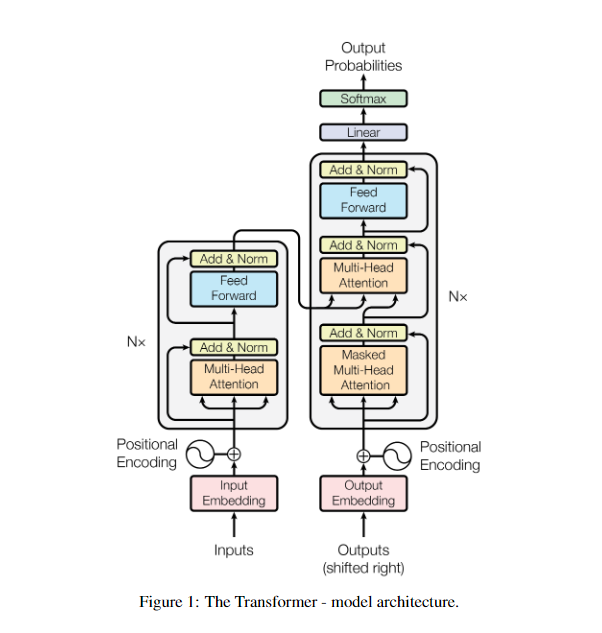 Output
Probabilities
Softmax
Linear
Add & Norm
Feed
Forward
Add & Norm
Multi-Head
Attention
Add & Norm
Masked
Multi-Head
Attention
N×
Positional
Encoding
Output
Embedding
Outputs
(shifted right)
Add & Norm
Feed
Forward
Add & Norm
Multi-Head
Attention
N×
Positional
Encoding
Input
Embedding
Inputs
Figure 1: The Transformer - model architecture.